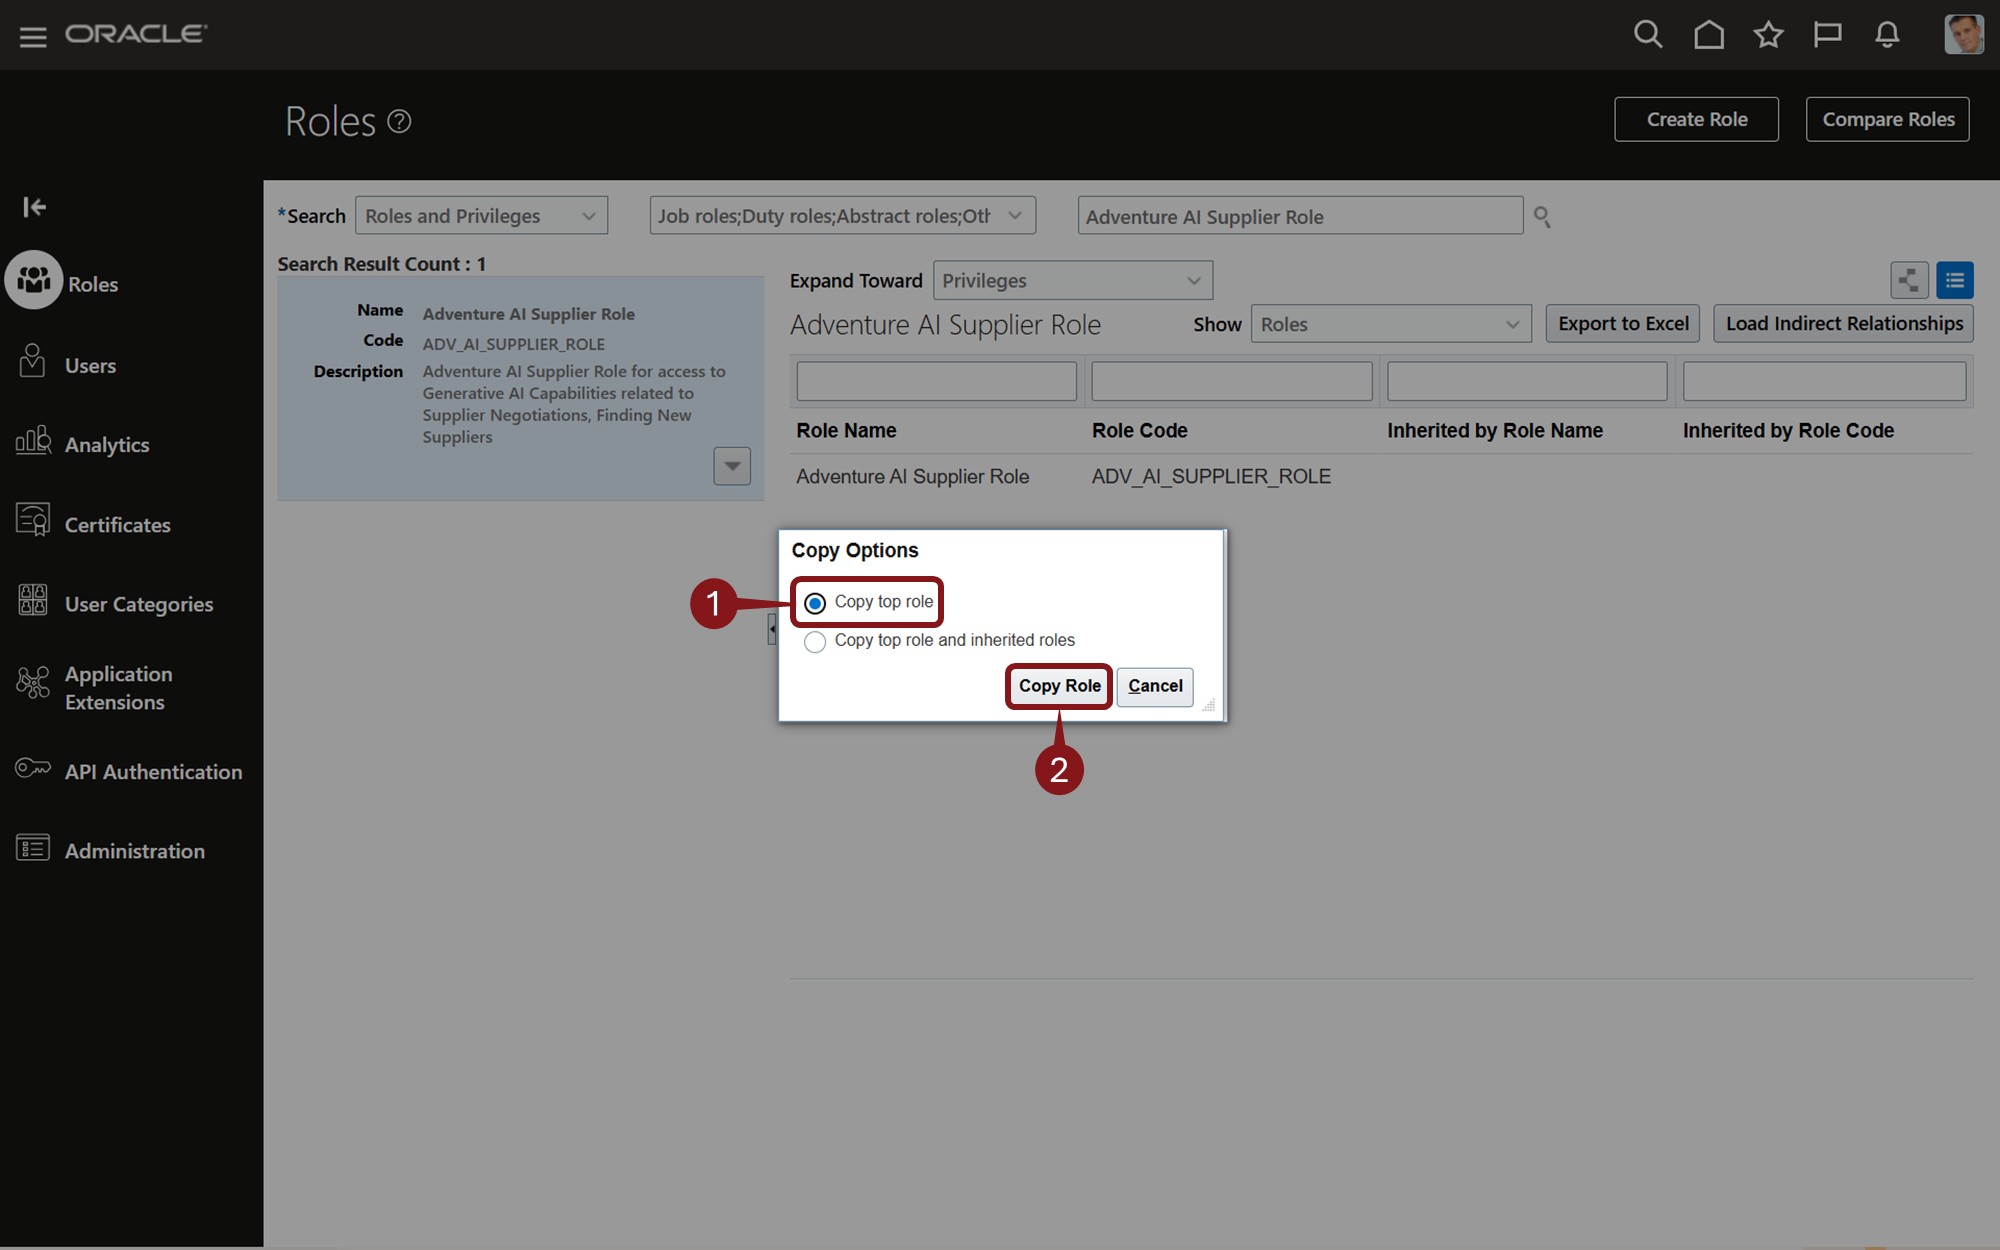 ORACLE
Roles
Create Role
Compare Roles
*Search
Roles and Privileges
Job roles;Duty roles;Abstract roles;Oth
Adventure AI Supplier Role
Search Result Count : 1
Name
Adventure AI Supplier Role
Code
ADV_AI_SUPPLIER_ROLE
Description
Adventure AI Supplier Role for access to
Generative AI Capabilities related to
Supplier Negotiations, Finding New
Suppliers
Expand Toward
Privileges
Adventure AI Supplier Role
Show
Roles
Export to Excel
Load Indirect Relationships
Role Name
Role Code
Inherited by Role Name
Inherited by Role Code
Adventure AI Supplier Role
ADV_AI_SUPPLIER_ROLE
Copy Options
1
Copy top role
Copy top role and inherited roles
Copy Role
Cancel
2
Roles
Users
Analytics
Certificates
User Categories
Application
Extensions
API Authentication
Administration